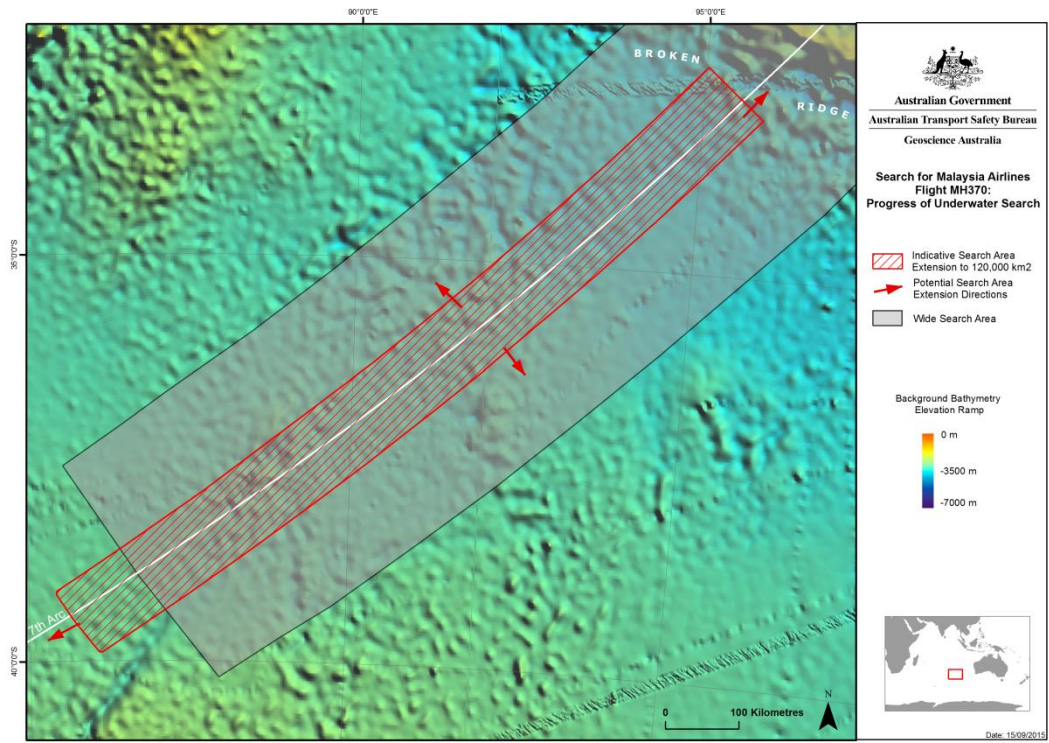 90°0'0"E
95°0'0"E
BROKEN
RIDGE
35°0'0"S
40°0'0"S
7th Arc
0
100 Kilometres
N
Australian Government
Australian Transport Safety Bureau
Geoscience Australia
Search for Malaysia Airlines
Flight MH370:
Progress of Underwater Search
Indicative Search Area
Extension to 120,000 km2
Potential Search Area
Extension Directions
Wide Search Area
Background Bathymetry
Elevation Ramp
0 m
-3500 m
-7000 m
Date: 15/09/2015